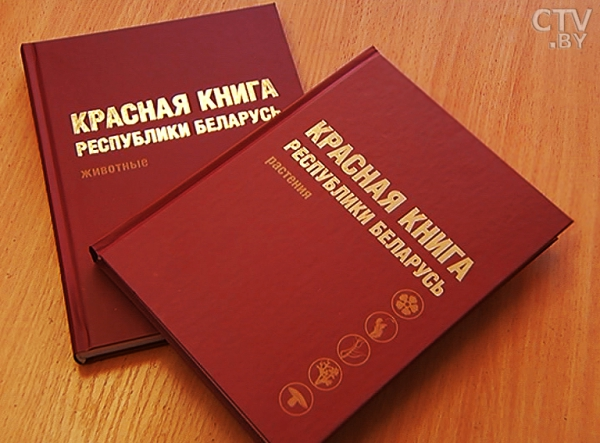 CTV
.BY
КРАСНАЯ КНИГА
РЕСПУБЛИКИ БЕЛАРУСЬ
животные
КРАСНАЯ КНИГА
РЕСПУБЛИКИ БЕЛАРУСЬ
растения